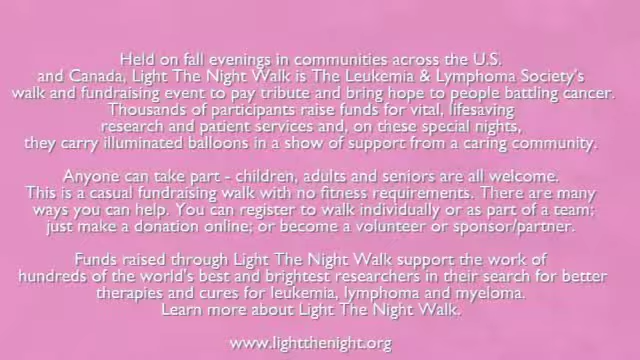 Held on fall evenings in communities across the U.S.
and Canada, Light The Night Walk is The Leukemia & Lymphoma Society's
walk and fundraising event to pay tribute and bring hope to people battling cancer.
Thousands of participants raise funds for vital, lifesaving
research and patient services and, on these special nights,
they carry illuminated balloons in a show of support from a caring community.
Anyone can take part - children, adults and seniors are all welcome.
This is a casual fundraising walk with no fitness requirements. There are many
ways you can help. You can register to walk individually or as part of a team;
just make a donation online; or become a volunteer or sponsor/partner.
Funds raised through Light The Night Walk support the work of
hundreds of the world's best and brightest researchers in their search for better
therapies and cures for leukemia, lymphoma and myeloma.
Learn more about Light The Night Walk.
www.lightthenight.org